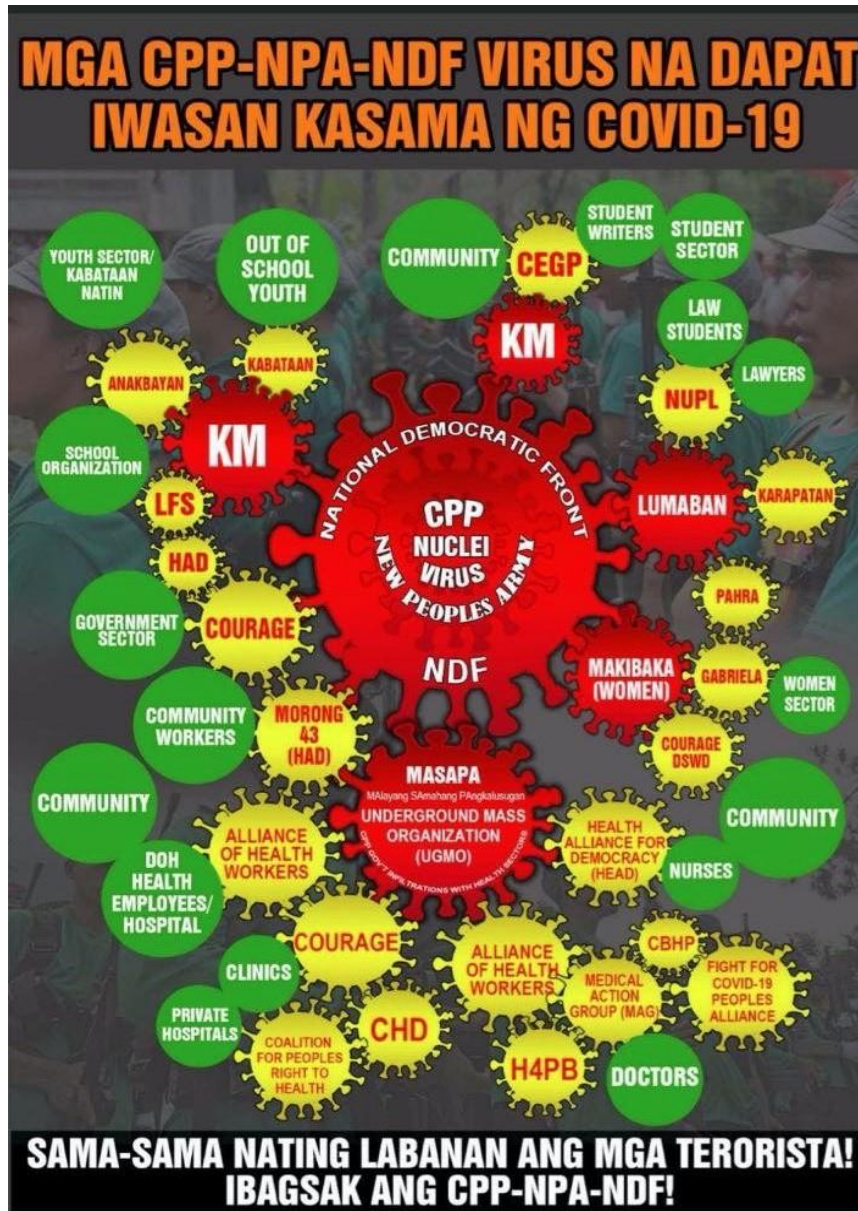 MGA CPP-NPA-NDF VIRUS NA DAPAT
IWASAN KASAMA NG COVID-19
YOUTH SECTOR/
KABATAAN
NATIN
OUT OF
SCHOOL
YOUTH
COMMUNITY
CEGP
STUDENT
WRITERS
STUDENT
SECTOR
KM
LAW
STUDENTS
LAWYERS
NUPL
ANAKBAYAN
KABATAAN
KM
SCHOOL
ORGANIZATION
LFS
HAD
NATIONAL DEMOCRATIC FRONT
CPP
NUCLEI
VIRUS
NEW PEOPLES ARMY
NDF
LUMABAN
KARAPATAN
PAHRA
GOVERNMENT
SECTOR
COURAGE
MAKIBAKA
(WOMEN)
GABRIELA
WOMEN
SECTOR
COMMUNITY
WORKERS
MORONG
43
(HAD)
COURAGE
DSWD
MASAPA
MAlayang SAmahang PAngkalusugan
UNDERGROUND MASS
ORGANIZATION
(UGMO)
CPP GOV'T INFILTRATIONS WITH HEALTH SECTORS
COMMUNITY
ALLIANCE
OF HEALTH
WORKERS
HEALTH
ALLIANCE FOR
DEMOCRACY
(HEAD)
COMMUNITY
NURSES
DOH
HEALTH
EMPLOYEES/
HOSPITAL
COURAGE
CLINICS
PRIVATE
HOSPITALS
ALLIANCE
OF HEALTH
WORKERS
CBHP
MEDICAL
ACTION
GROUP (MAG)
FIGHT FOR
COVID-19
PEOPLES
ALLIANCE
COALITION
FOR PEOPLES
RIGHT TO
HEALTH
CHD
H4PB
DOCTORS
SAMA-SAMA NATING LABANAN ANG MGA TERORISTA!
IBAGSAK ANG CPP-NPA-NDF!